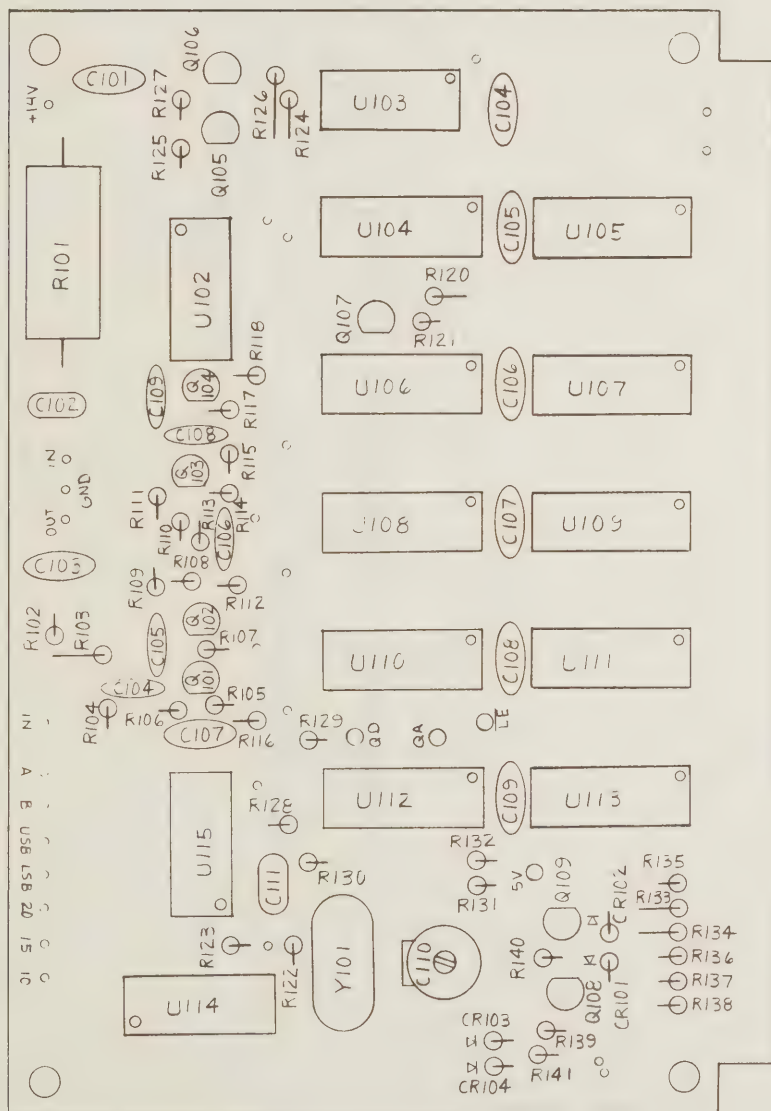 Q106
C101
+14V
R127
R126
R124
U103
C104
R125
Q105
R101
U102
U104
C105
U105
R120
Q107
R121
R118
C109
Q104
R117
U106
C106
U107
C102
C108
R115
IN
GND
OUT
Q103
R111
R110
R113
R114
C106
U108
C107
U109
C103
R109
R108
R112
R102
R103
Q102
R107
C105
Q101
C104
U110
C108
U111
R104
R106
R105
C107
R116
R129
QD
QA
LE
IN
A
B
USB
LSB
20
15
10
U115
R128
U112
C109
U113
C111
R130
R132
R131
5V
Q109
CR102
R135
R133
R134
R136
R137
R138
R123
R122
Y101
C110
R140
Q108
CR101
U114
CR103
CR104
R139
R141